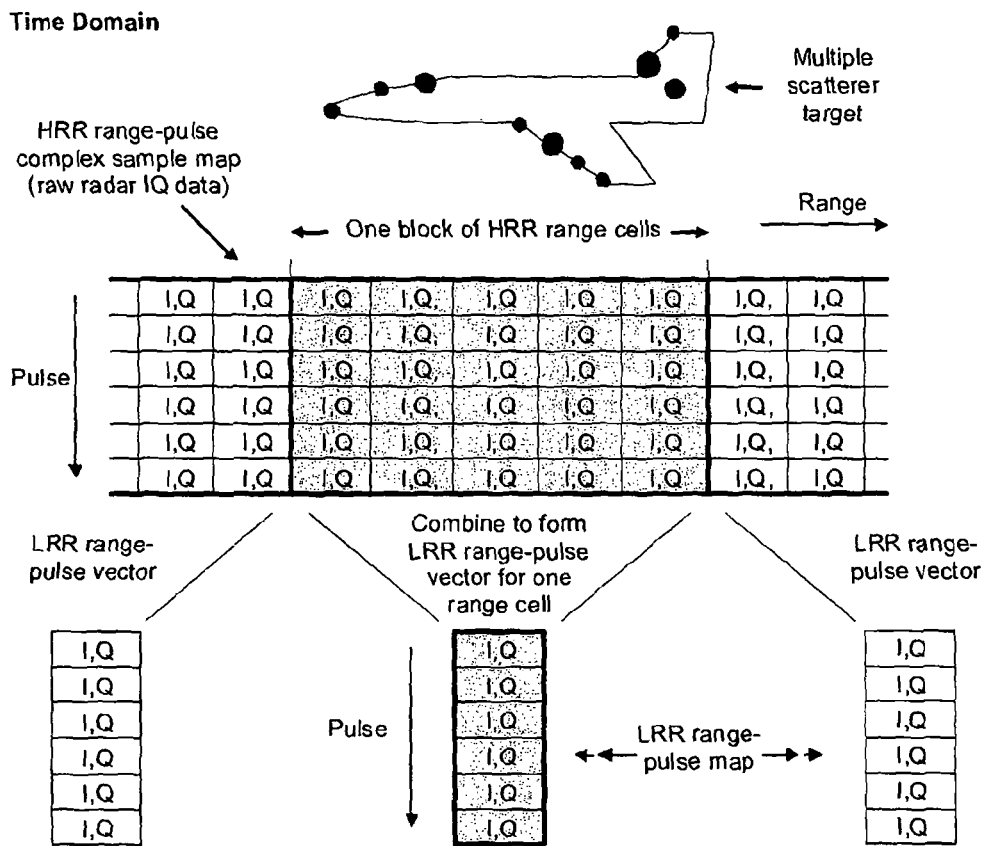 Time Domain
Multiple
scatterer
target
HRR range-pulse
complex sample map
(raw radar IQ data)
One block of HRR range cells
Range
Pulse
I,Q I,Q I,Q I,Q, I,Q I,Q I,Q I,Q, I,Q
I,Q I,Q I,Q I,Q, I,Q I,Q I,Q I,Q, I,Q
I,Q I,Q I,Q I,Q, I,Q I,Q I,Q I,Q, I,Q
I,Q I,Q I,Q I,Q, I,Q I,Q I,Q I,Q, I,Q
I,Q I,Q I,Q I,Q, I,Q I,Q I,Q I,Q, I,Q
I,Q I,Q I,Q I,Q, I,Q I,Q I,Q I,Q, I,Q
LRR range-
pulse vector
Combine to form
LRR range-pulse
vector for one
range cell
LRR range-
pulse vector
I,Q I,Q I,Q
I,Q I,Q I,Q
I,Q I,Q I,Q
I,Q I,Q I,Q
I,Q I,Q I,Q
I,Q I,Q I,Q
Pulse
LRR range-
pulse map